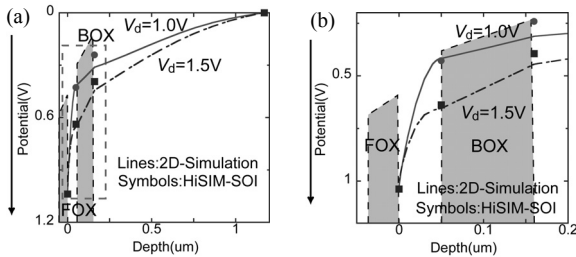 (a)
0
0.6
1.2
Potential(V)
BOX
Vd=1.0V
Vd=1.5V
Lines:2D-Simulation
Symbols:HiSIM-SOI
FOX
0 0.5 1
Depth(um)
(b)
0.5
1
Potential(V)
Vd=1.0V
Vd=1.5V
FOX BOX
Lines:2D-Simulation
Symbols:HiSIM-SOI
0 0.2
Depth(um)